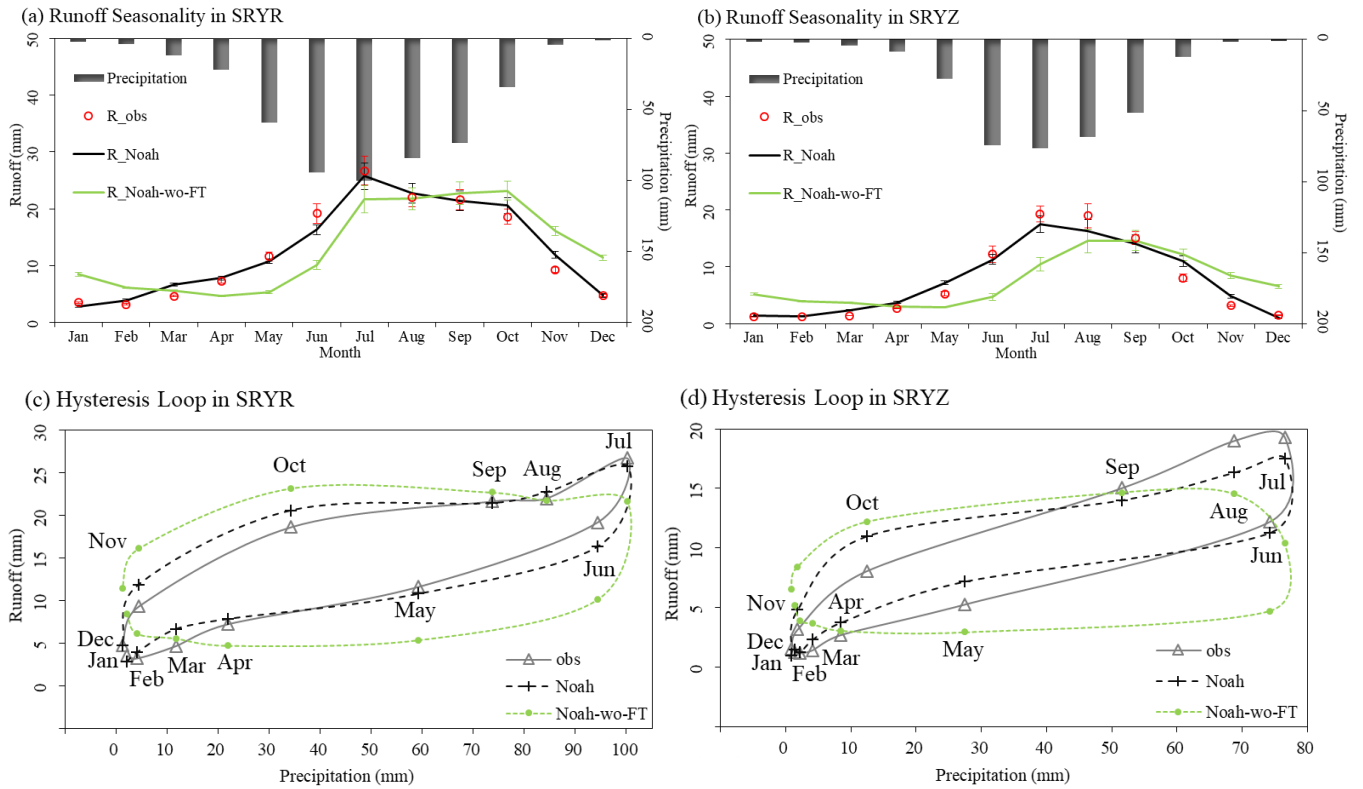 (a) Runoff Seasonality in SRYR
50
40
30
20
10
0
Runoff (mm)
0
50
100
150
200
Precipitation (mm)
Precipitation
R_obs
R_Noah
R_Noah-wo-FT
Jan Feb Mar Apr May Jun Jul Aug Sep Oct Nov Dec
Month
(b) Runoff Seasonality in SRYZ
50
40
30
20
10
0
Runoff (mm)
0
50
100
150
200
Precipitation (mm)
Precipitation
R_obs
R_Noah
R_Noah-wo-FT
Jan Feb Mar Apr May Jun Jul Aug Sep Oct Nov Dec
Month
(c) Hysteresis Loop in SRYR
30
25
20
15
10
5
0
Runoff (mm)
Jul
Aug
Sep
Oct
Nov
Jun
May
Dec
Jan
Feb
Mar
Apr
obs
Noah
Noah-wo-FT
0 10 20 30 40 50 60 70 80 90 100
Precipitation (mm)
(d) Hysteresis Loop in SRYZ
20
15
10
5
0
Runoff (mm)
Sep
Jul
Oct
Aug
Jun
Nov
Apr
Dec
Jan
Feb
Mar
May
obs
Noah
Noah-wo-FT
0 10 20 30 40 50 60 70 80
Precipitation (mm)